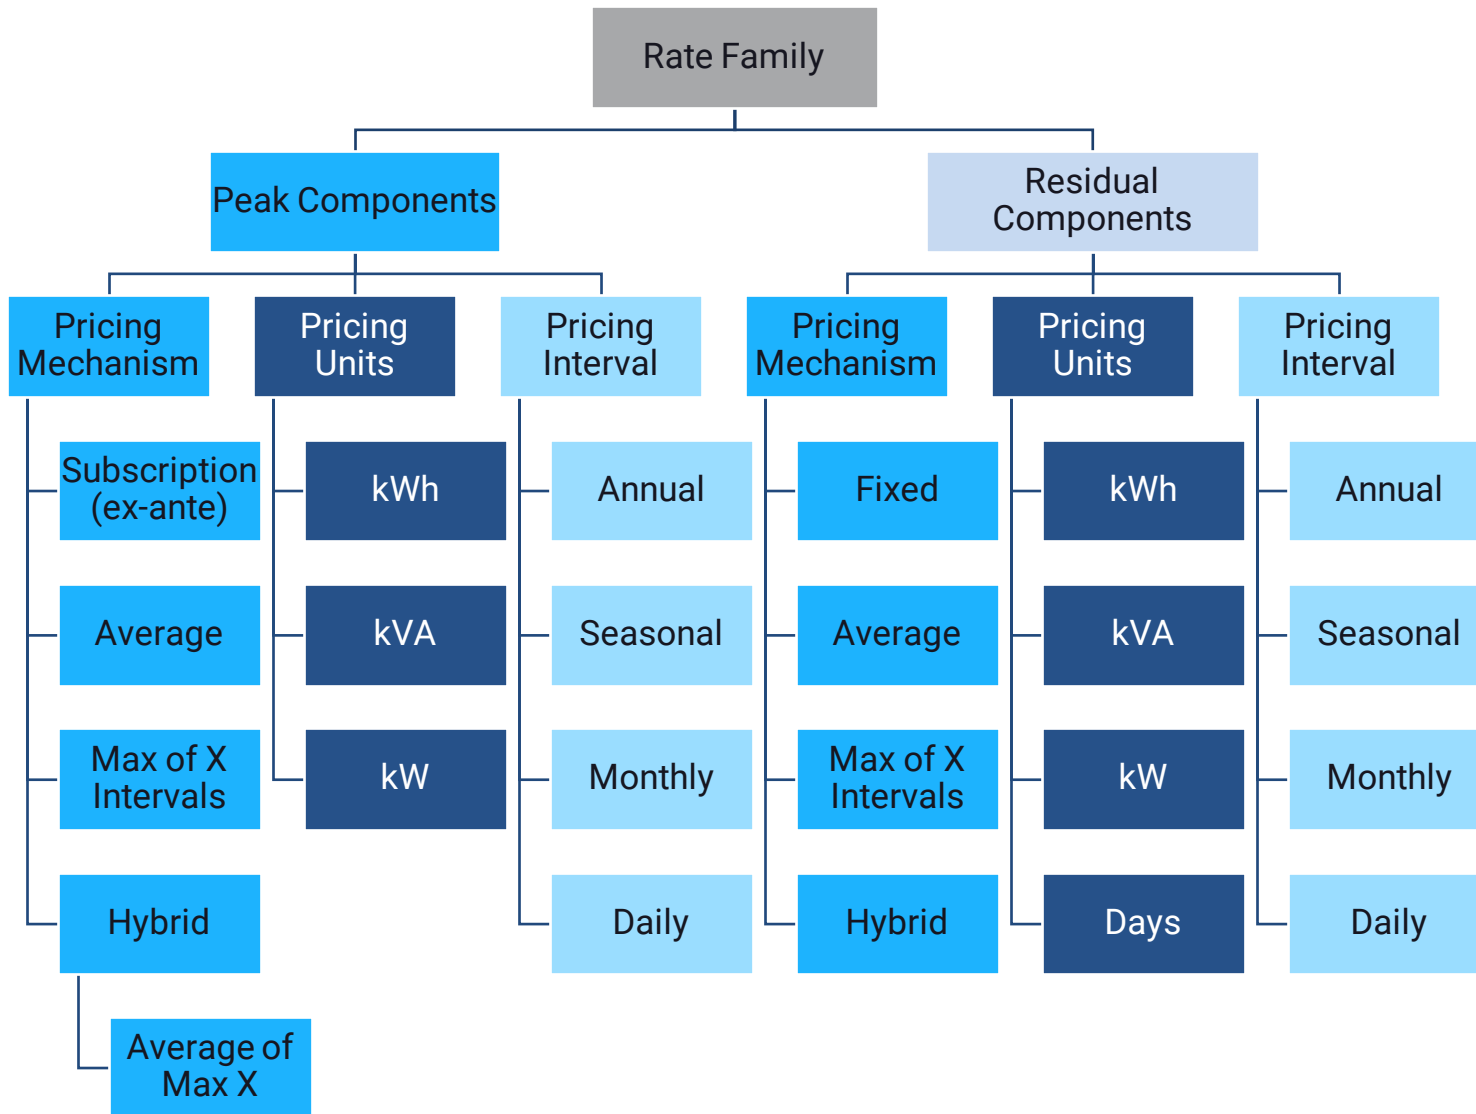 Rate Family
Peak Components
Residual
Components
Pricing
Mechanism
Pricing
Units
Pricing
Interval
Pricing
Mechanism
Pricing
Units
Pricing
Interval
Subscription
(ex-ante)
kWh
Annual
Fixed
kWh
Annual
Average
kVA
Seasonal
Average
kVA
Seasonal
Max of X
Intervals
kW
Monthly
Max of X
Intervals
kW
Monthly
Hybrid
Daily
Hybrid
Days
Daily
Average of
Max X